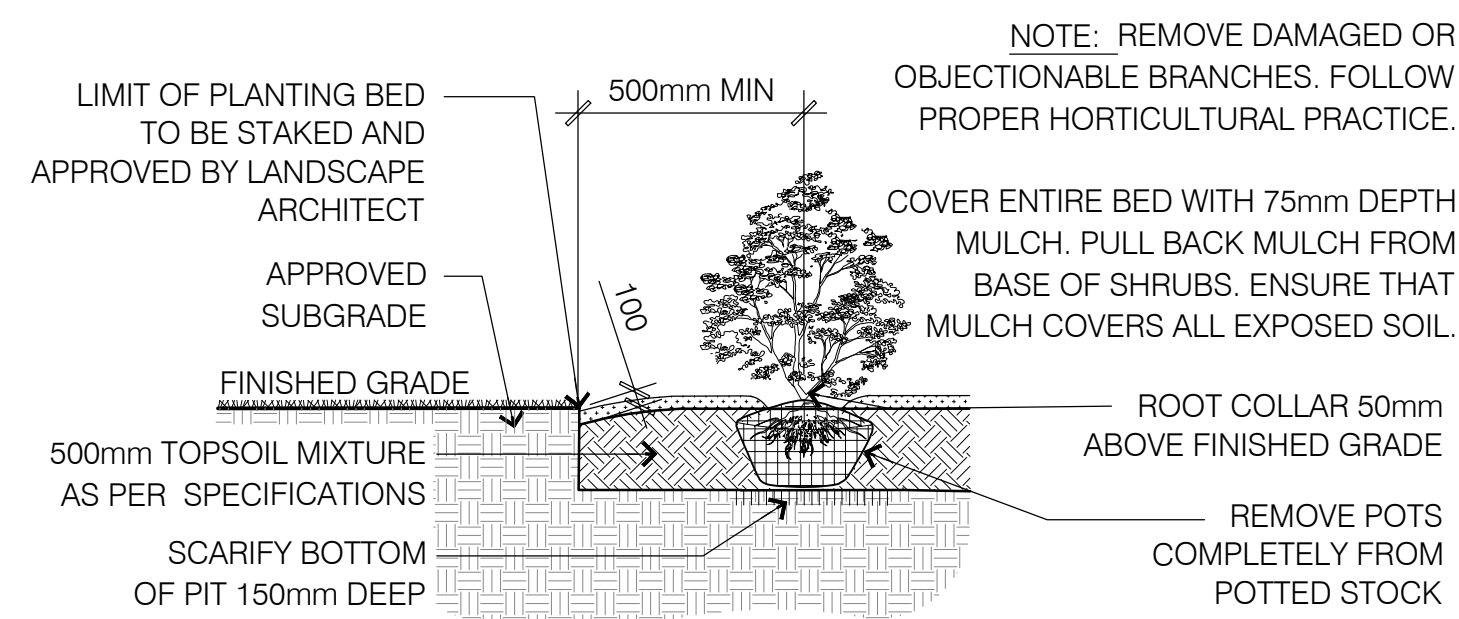 NOTE: REMOVE DAMAGED OR
OBJECTIONABLE BRANCHES. FOLLOW
PROPER HORTICULTURAL PRACTICE.
LIMIT OF PLANTING BED
TO BE STAKED AND
APPROVED BY LANDSCAPE
ARCHITECT
500mm MIN
COVER ENTIRE BED WITH 75mm DEPTH
MULCH. PULL BACK MULCH FROM
BASE OF SHRUBS. ENSURE THAT
MULCH COVERS ALL EXPOSED SOIL.
APPROVED
SUBGRADE
100
FINISHED GRADE
ROOT COLLAR 50mm
ABOVE FINISHED GRADE
500mm TOPSOIL MIXTURE
AS PER SPECIFICATIONS
REMOVE POTS
COMPLETELY FROM
POTTED STOCK
SCARIFY BOTTOM
OF PIT 150mm DEEP